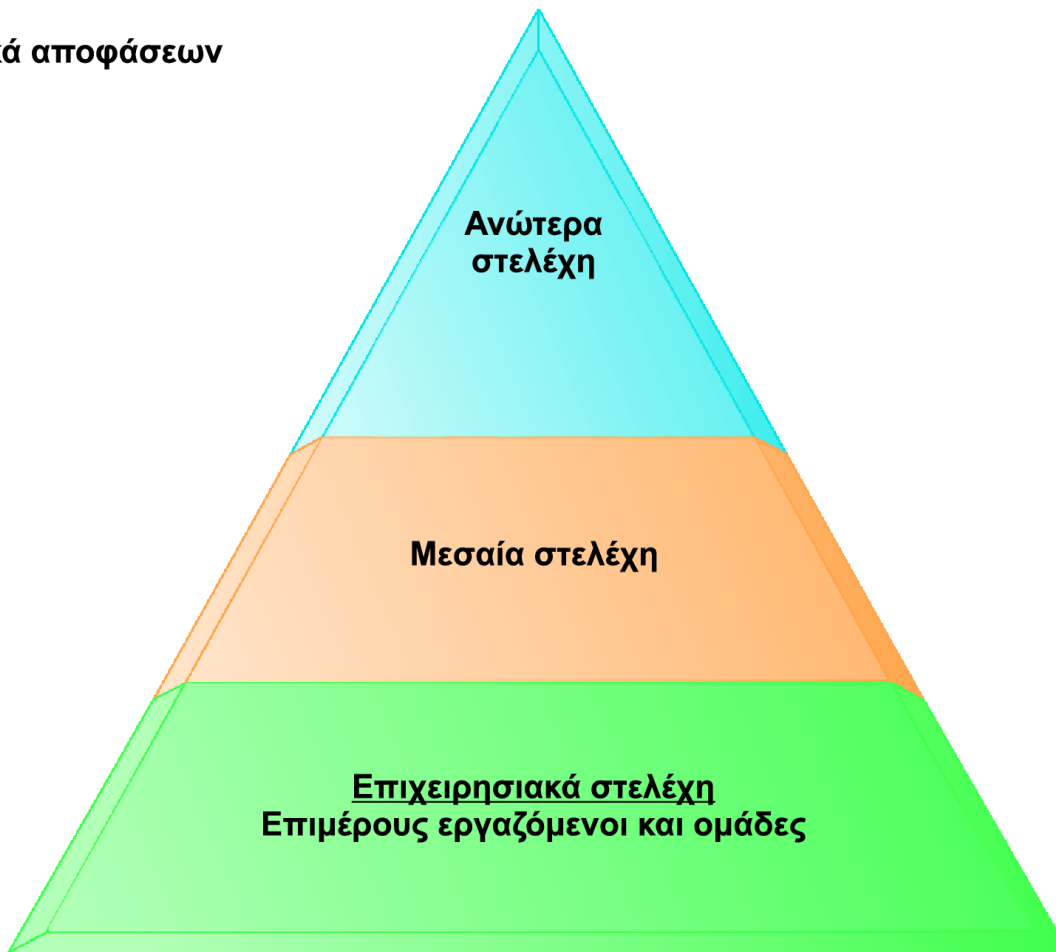 αποφάσεων
Ανώτερα
στελέχη
Μεσαία στελέχη
Επιχειρησιακά στελέχη
Επιμέρους εργαζόμενοι και ομάδες